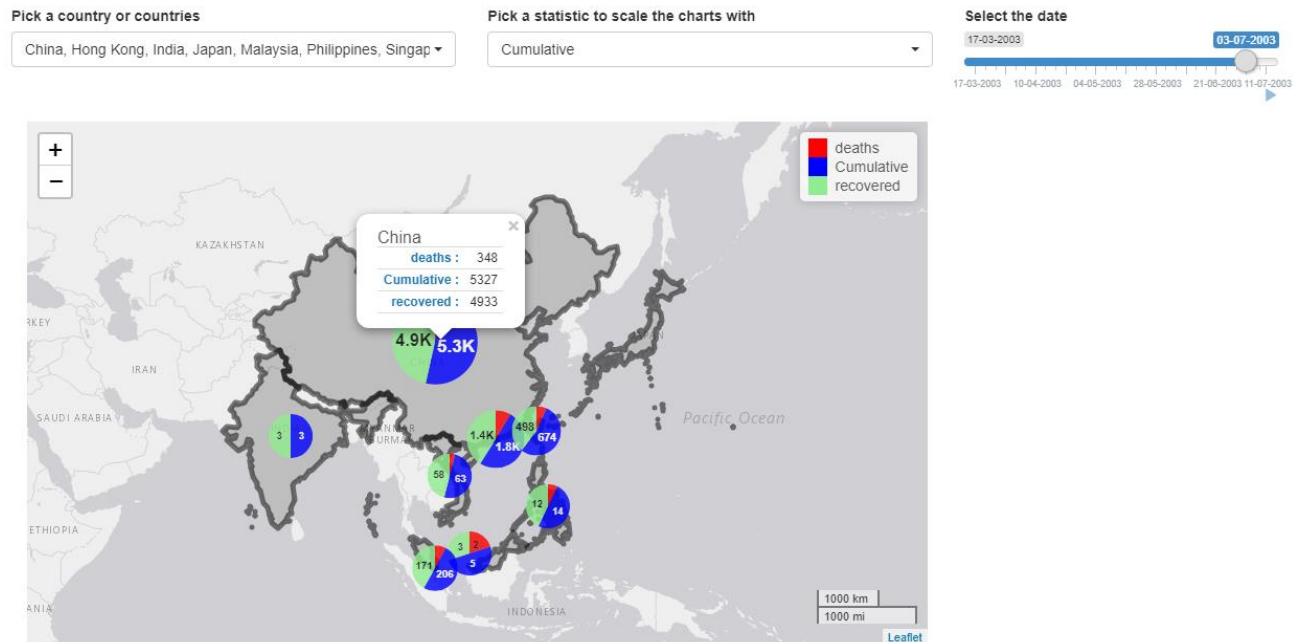 Pick a country or countries
Pick a statistic to scale the charts with
Select the date
China, Hong Kong, India, Japan, Malaysia, Philippines, Singap
Cumulative
17-03-2003
03-07-2003
17-03-2003 10-04-2003 04-05-2003 28-05-2003 21-06-2003 11-07-2003
+
−
deaths
Cumulative
recovered
China
deaths : 348
Cumulative : 5327
recovered : 4933
KAZAKHSTAN
RKEY
IRAN
SAUDI ARABIA
ETHIOPIA
ANIA
4.9K 5.3K
3 3
1.4K 1.8K
498 674
58 63
12 14
3 2 5
171 206
Pacific Ocean
INDONESIA
1000 km
1000 mi
Leaflet